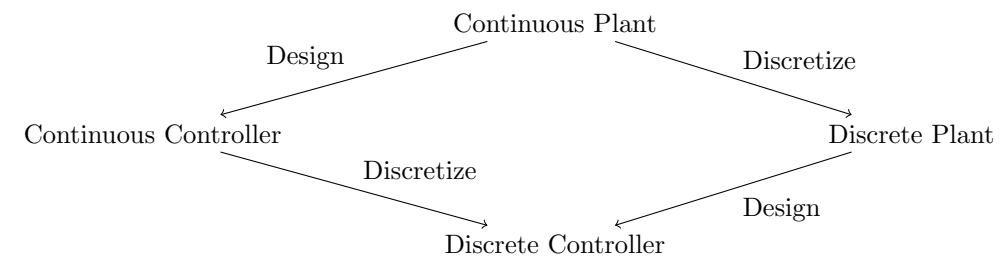 Continuous Plant
Design
Discretize
Continuous Controller
Discrete Plant
Discretize
Design
Discrete Controller